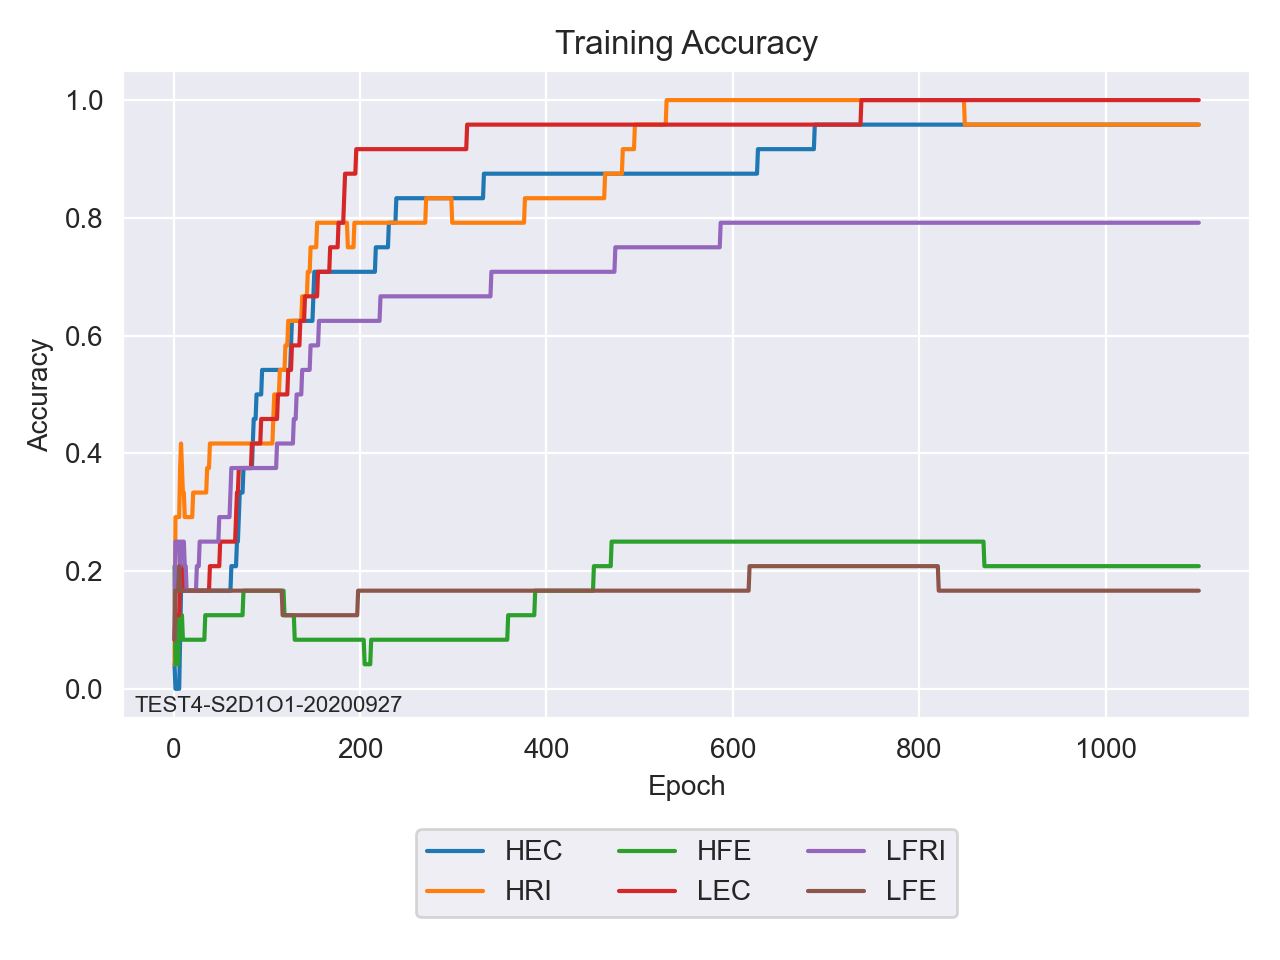 Training Accuracy
Accuracy
1.0
0.8
0.6
0.4
0.2
0.0
TEST4-S2D1O1-20200927
0 200 400 600 800 1000
Epoch
HEC HFE LFRI
HRI LEC LFE